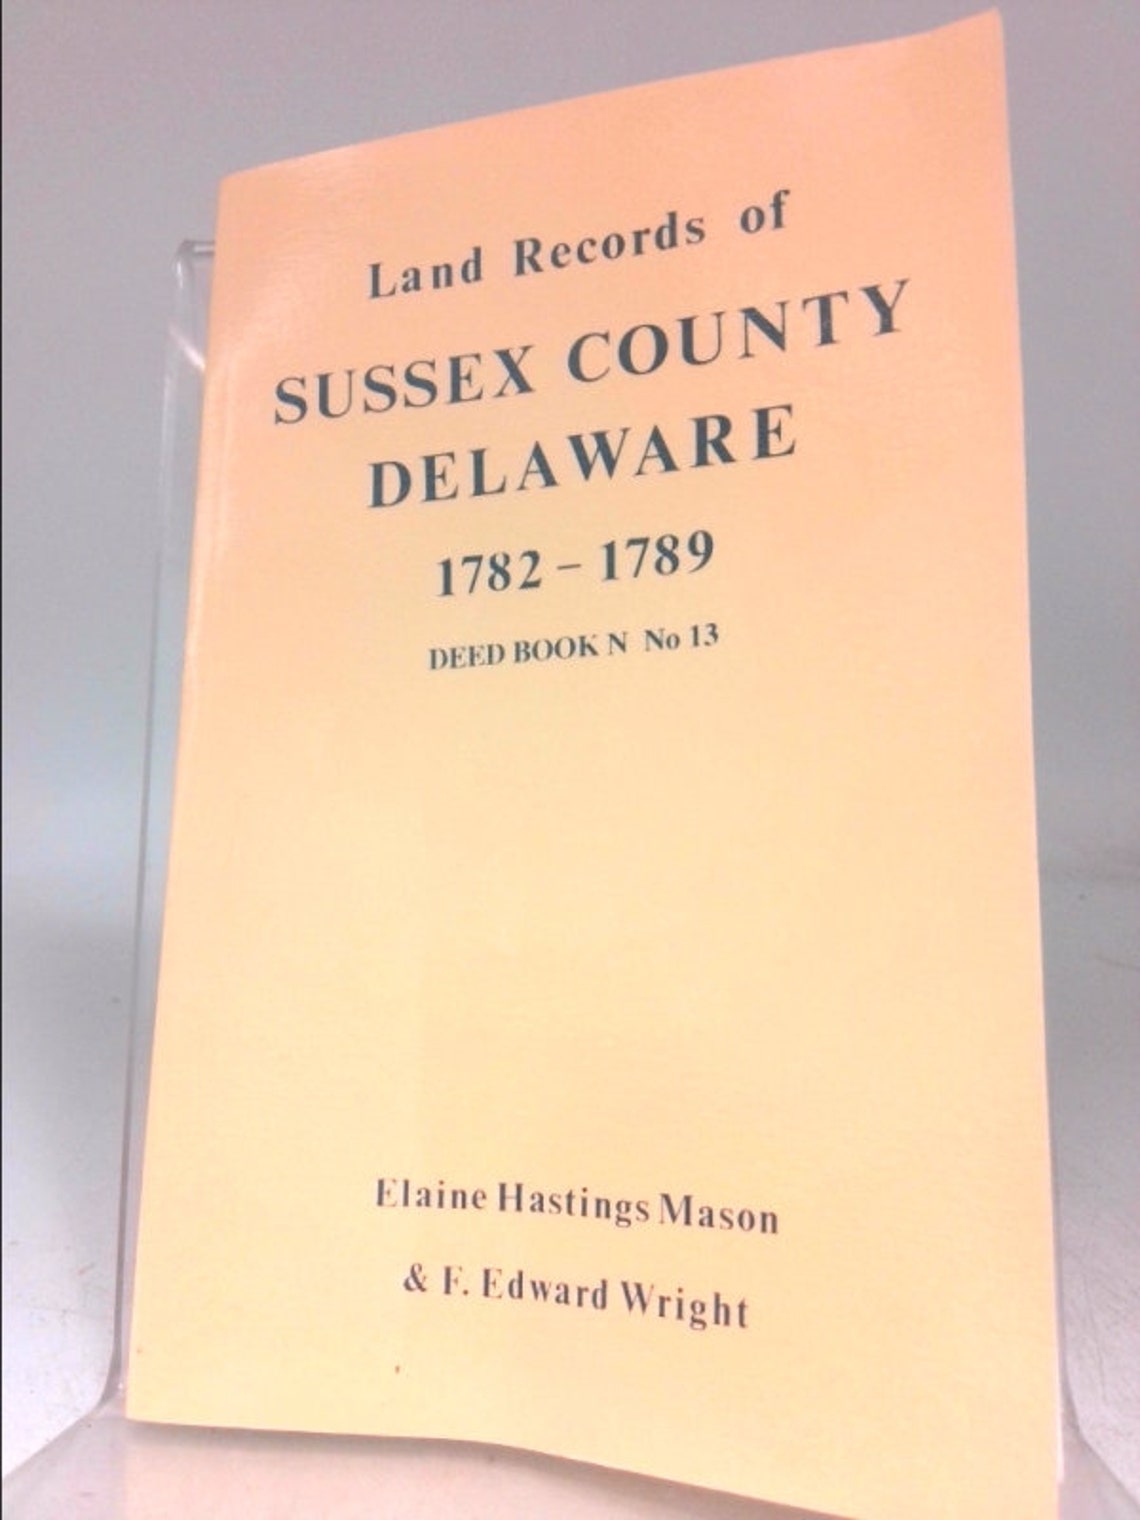 Land Records of
SUSSEX COUNTY
DELAWARE
1782 – 1789
DEED BOOK N No 13
Elaine Hastings Mason
& F. Edward Wright